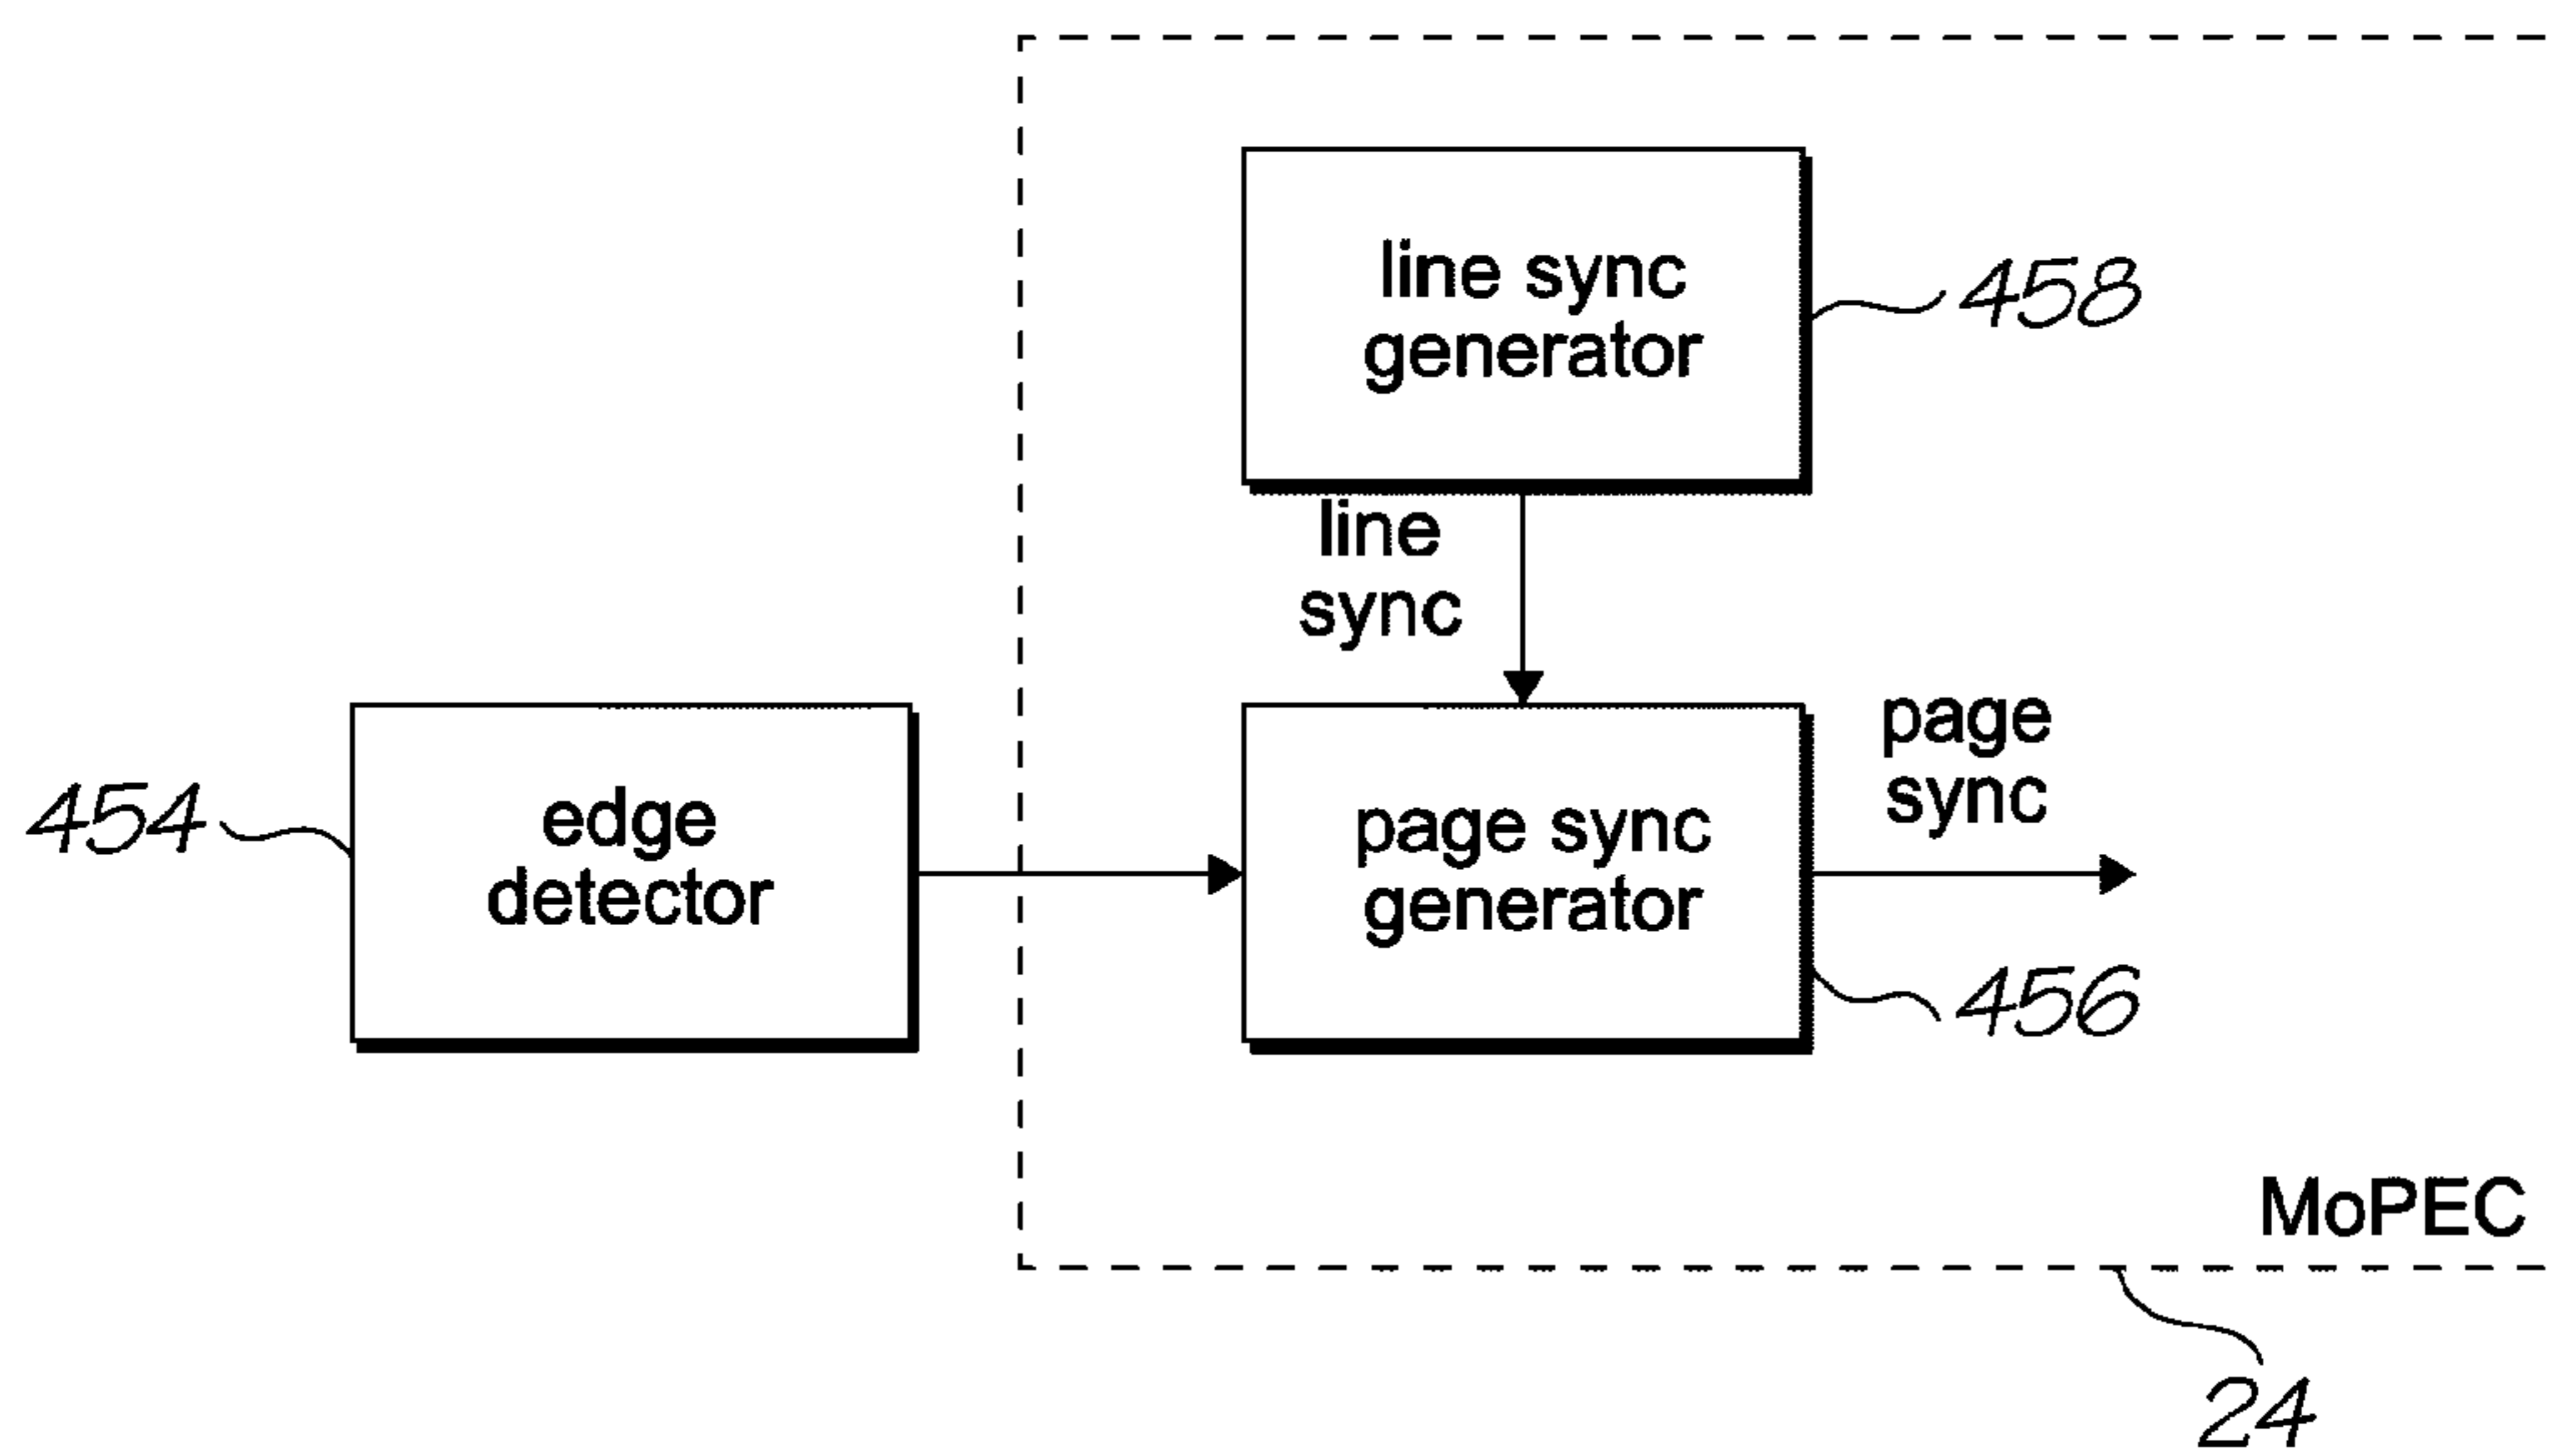 line sync
generator
458
line
sync
454
edge
detector
page sync
generator
page
sync
456
MoPEC
24